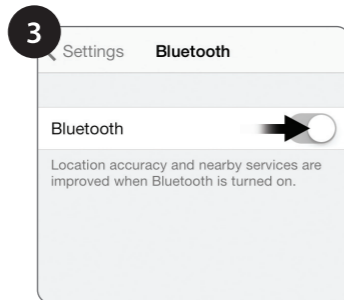 3
Settings Bluetooth
Bluetooth
Location accuracy and nearby services are
improved when Bluetooth is turned on.